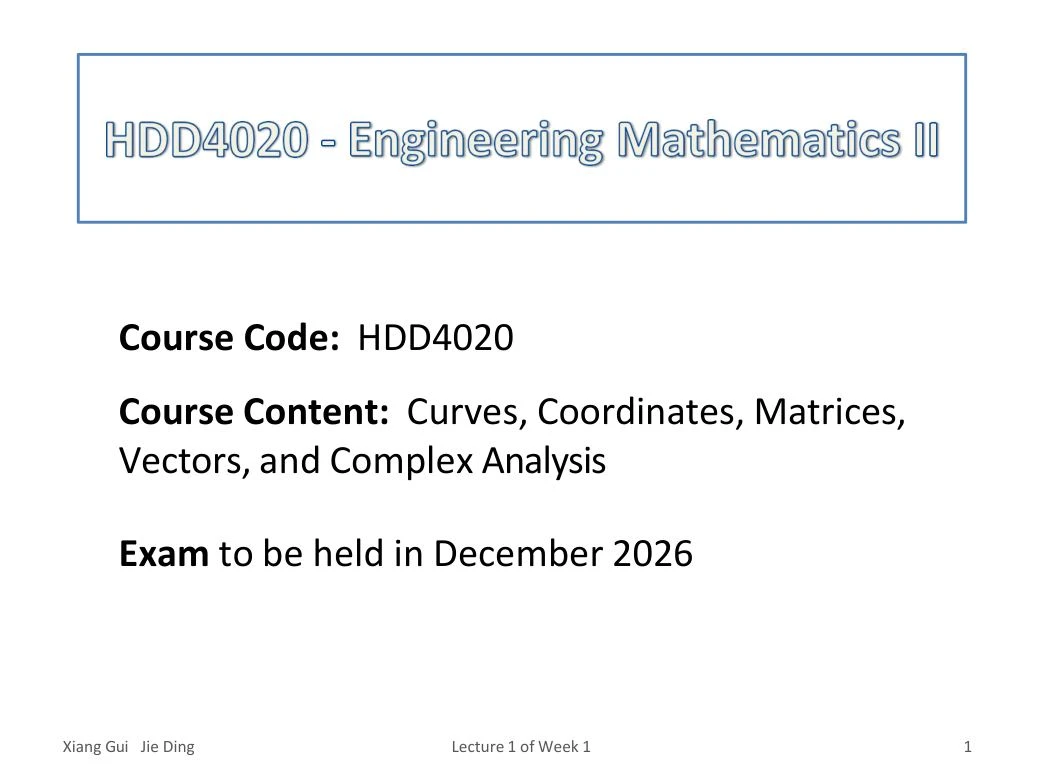 HDD4020 - Engineering Mathematics II
Course Code: HDD4020
Course Content: Curves, Coordinates, Matrices,
Vectors, and Complex Analysis
Exam to be held in December 2026
Xiang Gui Jie Ding
Lecture 1 of Week 1
1